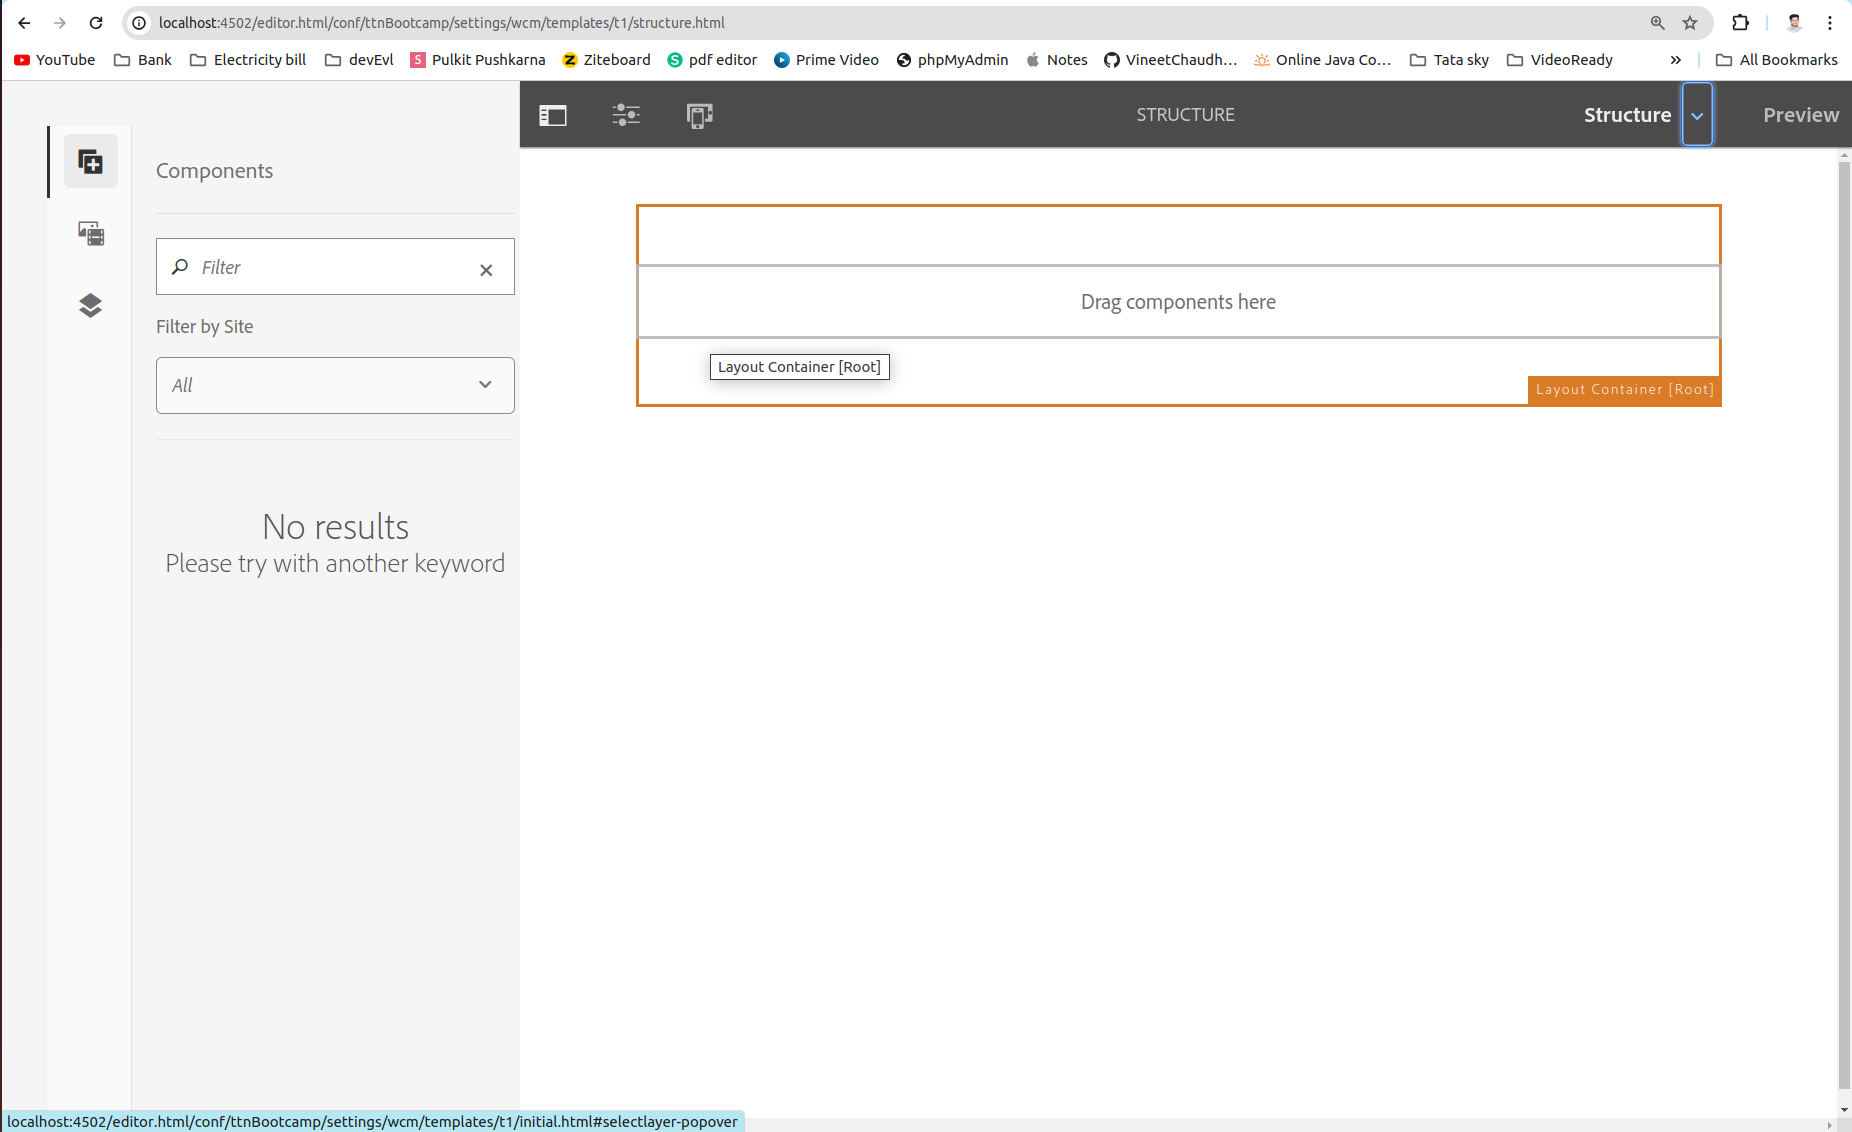 localhost:4502/editor.html/conf/ttnBootcamp/settings/wcm/templates/t1/structure.html
YouTube Bank Electricity bill devEvl Pulkit Pushkarna Ziteboard pdf editor Prime Video phpMyAdmin Notes VineetChaudh... Online Java Co... Tata sky VideoReady » All Bookmarks
STRUCTURE Structure Preview
Components
Filter
Filter by Site
All
No results
Please try with another keyword
Drag components here
Layout Container [Root]
Layout Container [Root]
localhost:4502/editor.html/conf/ttnBootcamp/settings/wcm/templates/t1/initial.html#selectlayer-popover